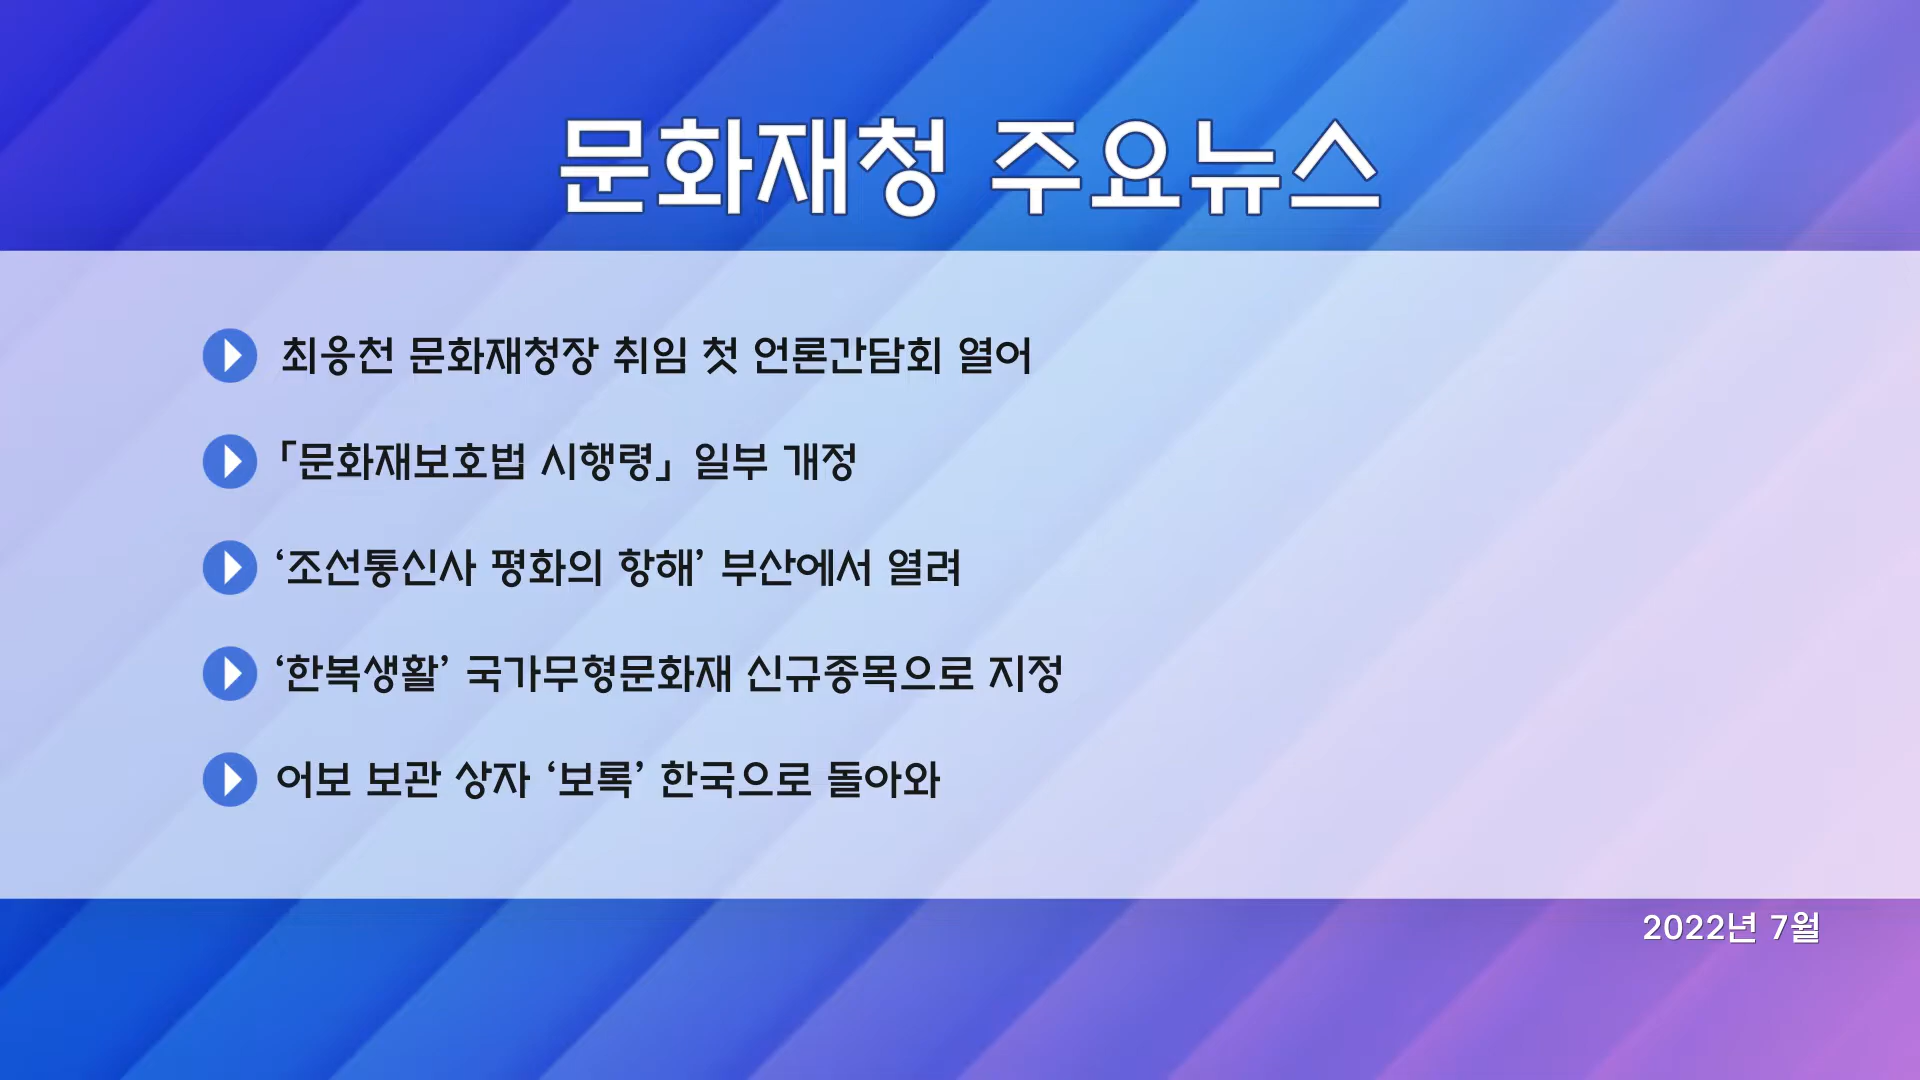 문화재청 주요뉴스
최응천 문화재청장 취임 첫 언론간담회 열어
「문화재보호법 시행령」 일부 개정
‘조선통신사 평화의 항해’ 부산에서 열려
‘한복생활’ 국가무형문화재 신규종목으로 지정
어보 보관 상자 ‘보록’ 한국으로 돌아와
2022년 7월